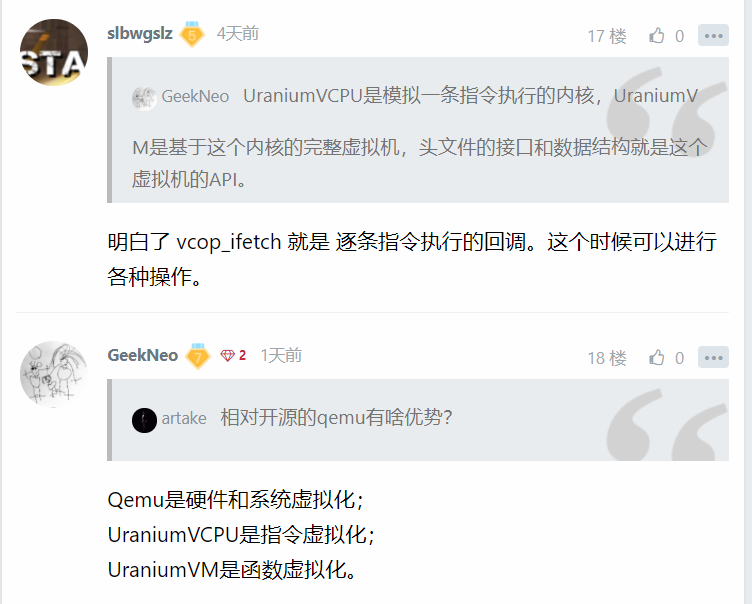 slbwgslz 5 4天前 17 楼 0
STA
GeekNeo UraniumVCPU是模拟一条指令执行的内核，UraniumV
M是基于这个内核的完整虚拟机，头文件的接口和数据结构就是这个
虚拟机的API。
明白了 vcop_ifetch 就是 逐条指令执行的回调。这个时候可以进行
各种操作。
GeekNeo 7 2 1天前 18 楼 0
artake 相对开源的qemu有啥优势？
Qemu是硬件和系统虚拟化；
UraniumVCPU是指令虚拟化；
UraniumVM是函数虚拟化。